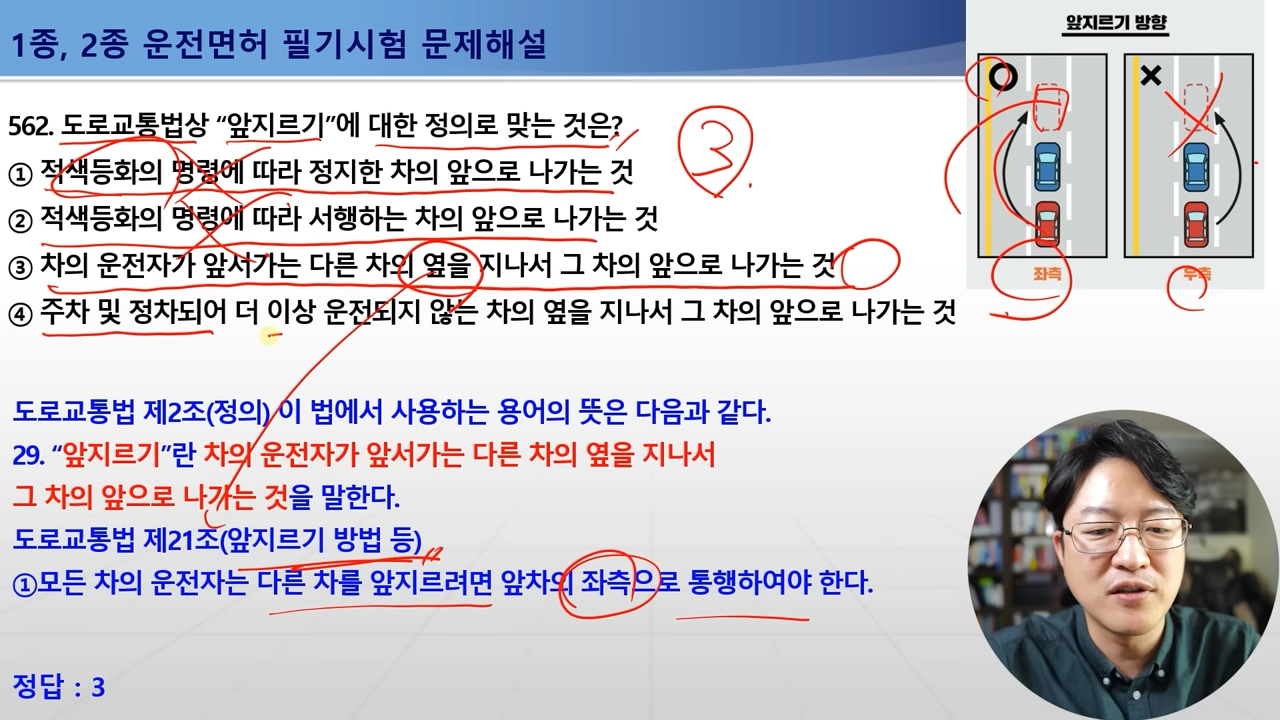 1종, 2종 운전면허 필기시험 문제해설
562. 도로교통법상 “앞지르기”에 대한 정의로 맞는 것은?
① 적색등화의 명령에 따라 정지한 차의 앞으로 나가는 것
② 적색등화의 명령에 따라 서행하는 차의 앞으로 나가는 것
③ 차의 운전자가 앞서가는 다른 차의 옆을 지나서 그 차의 앞으로 나가는 것
④ 주차 및 정차되어 더 이상 운전되지 않는 차의 옆을 지나서 그 차의 앞으로 나가는 것
3
앞지르기 방향
좌측
우측
도로교통법 제2조(정의) 이 법에서 사용하는 용어의 뜻은 다음과 같다.
29. “앞지르기”란 차의 운전자가 앞서가는 다른 차의 옆을 지나서
그 차의 앞으로 나가는 것을 말한다.
도로교통법 제21조(앞지르기 방법 등)
①모든 차의 운전자는 다른 차를 앞지르려면 앞차의 좌측으로 통행하여야 한다.
정답 : 3